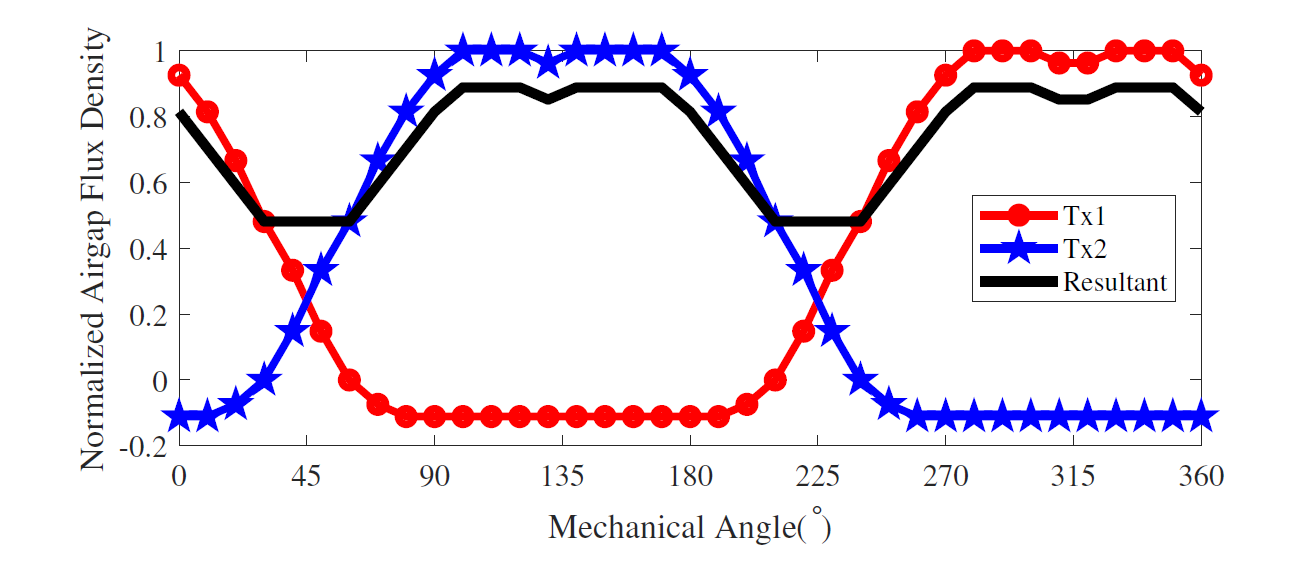 Normalized Airgap Flux Density
1
0.8
0.6
0.4
0.2
0
-0.2
0 45 90 135 180 225 270 315 360
Mechanical Angle(°)
Tx1
Tx2
Resultant